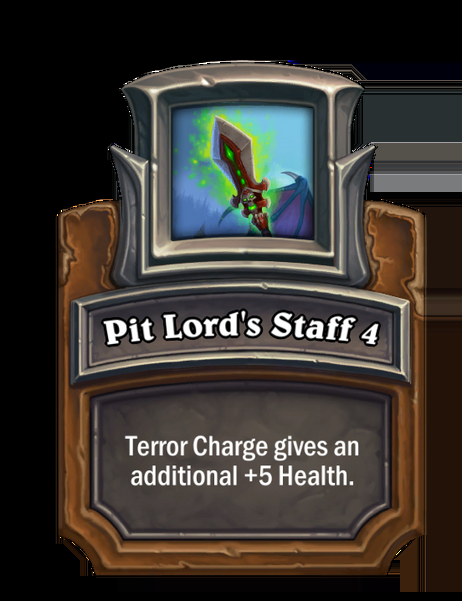 Pit Lord's Staff 4
Terror Charge gives an
additional +5 Health.